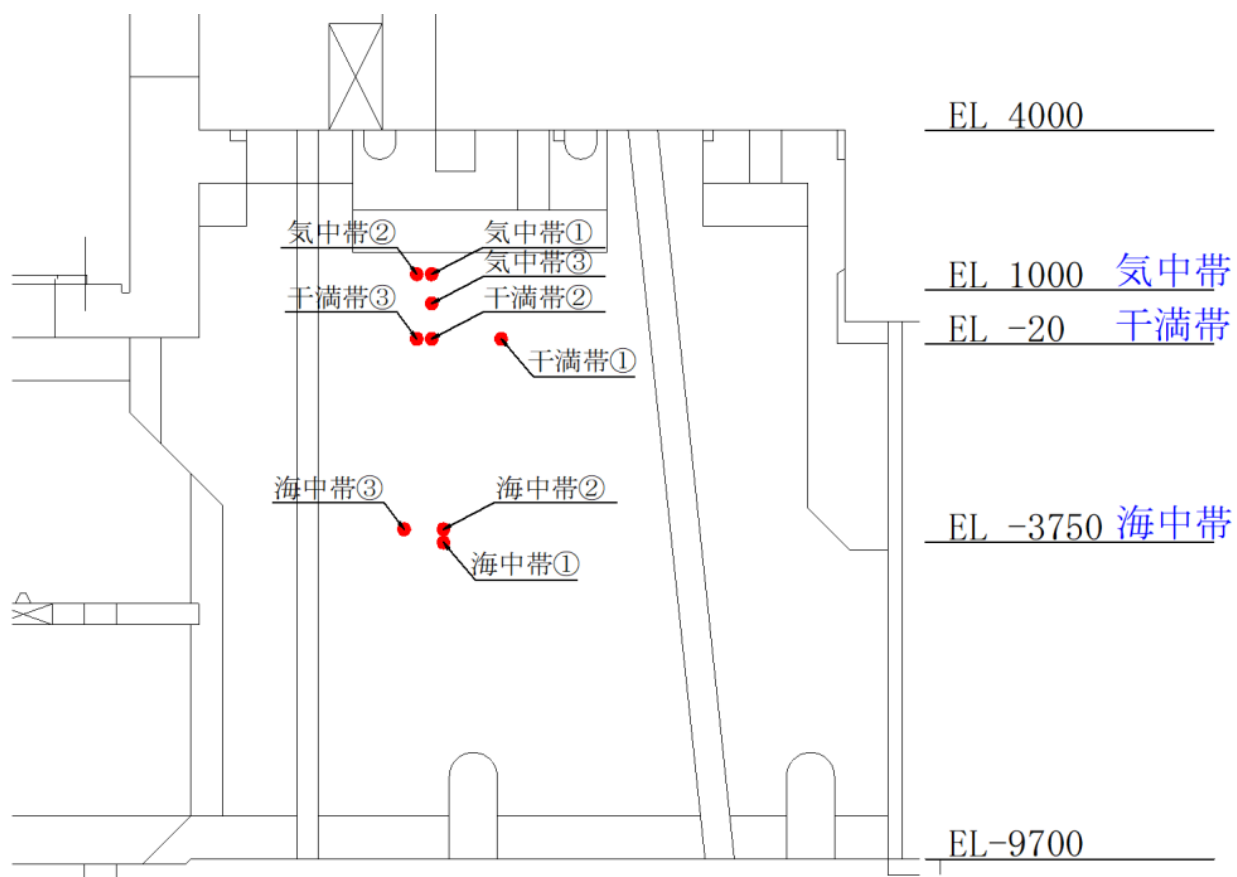 EL 4000
気中帯②
気中帯①
気中帯③
EL 1000 気中帯
干満帯③
干満帯②
EL -20 干満帯
干満帯①
海中帯③
海中帯②
EL -3750 海中帯
海中帯①
EL-9700